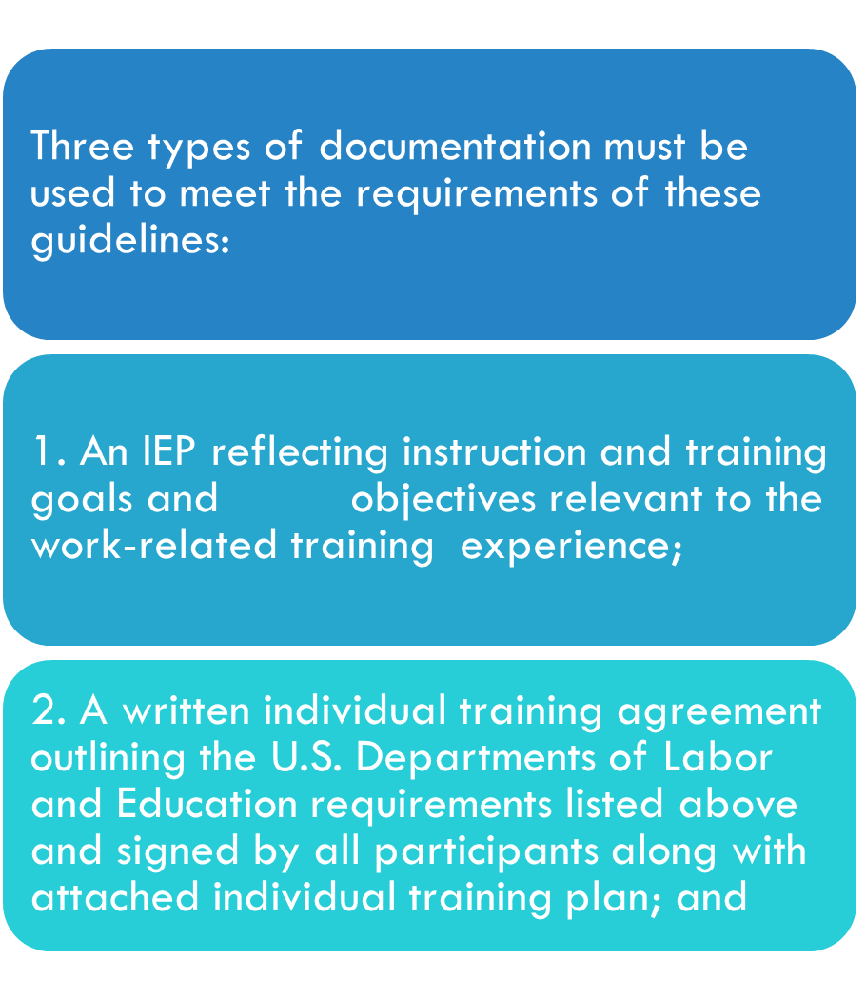 Three types of documentation must be
used to meet the requirements of these
guidelines:
1. An IEP reflecting instruction and training
goals and objectives relevant to the
work-related training experience;
2. A written individual training agreement
outlining the U.S. Departments of Labor
and Education requirements listed above
and signed by all participants along with
attached individual training plan; and